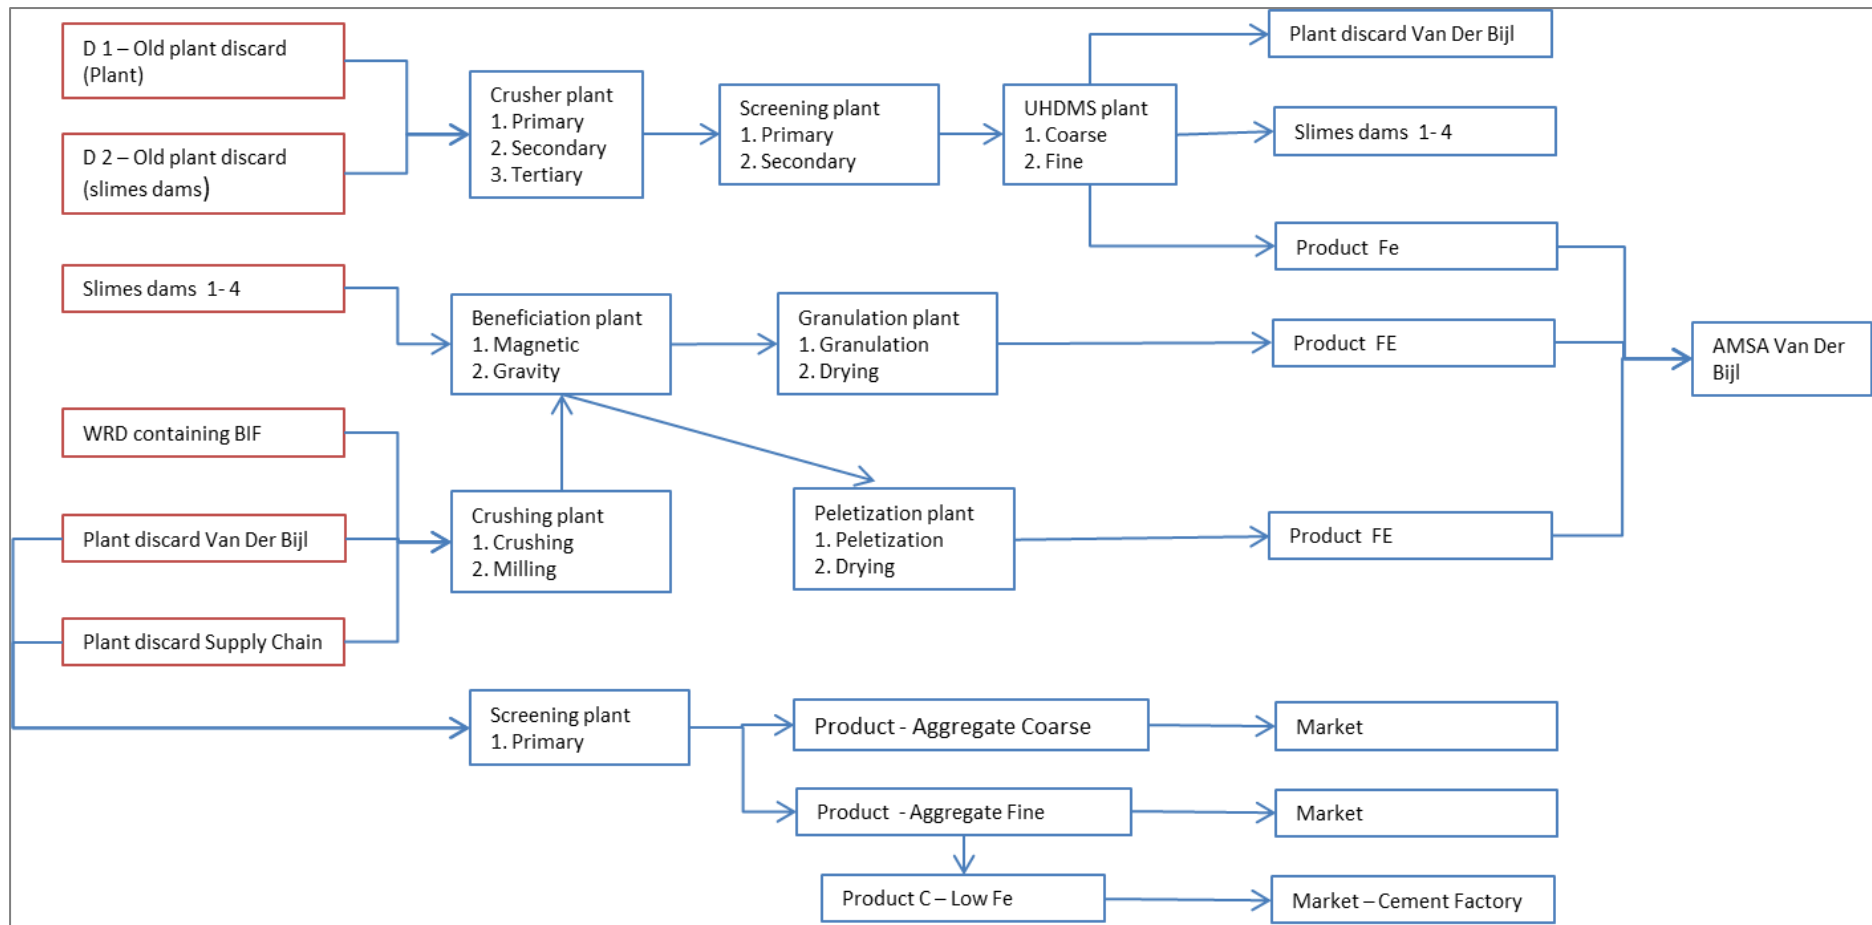 D 1 – Old plant discard
(Plant)
D 2 – Old plant discard
(slimes dams)
Crusher plant
1. Primary
2. Secondary
3. Tertiary
Screening plant
1. Primary
2. Secondary
UHDMS plant
1. Coarse
2. Fine
Plant discard Van Der Bijl
Slimes dams 1- 4
Product Fe
Slimes dams 1- 4
Beneficiation plant
1. Magnetic
2. Gravity
Granulation plant
1. Granulation
2. Drying
Product FE
AMSA Van Der
Bijl
WRD containing BIF
Plant discard Van Der Bijl
Plant discard Supply Chain
Crushing plant
1. Crushing
2. Milling
Peletization plant
1. Peletization
2. Drying
Product FE
Screening plant
1. Primary
Product - Aggregate Coarse
Market
Product - Aggregate Fine
Market
Product C – Low Fe
Market – Cement Factory